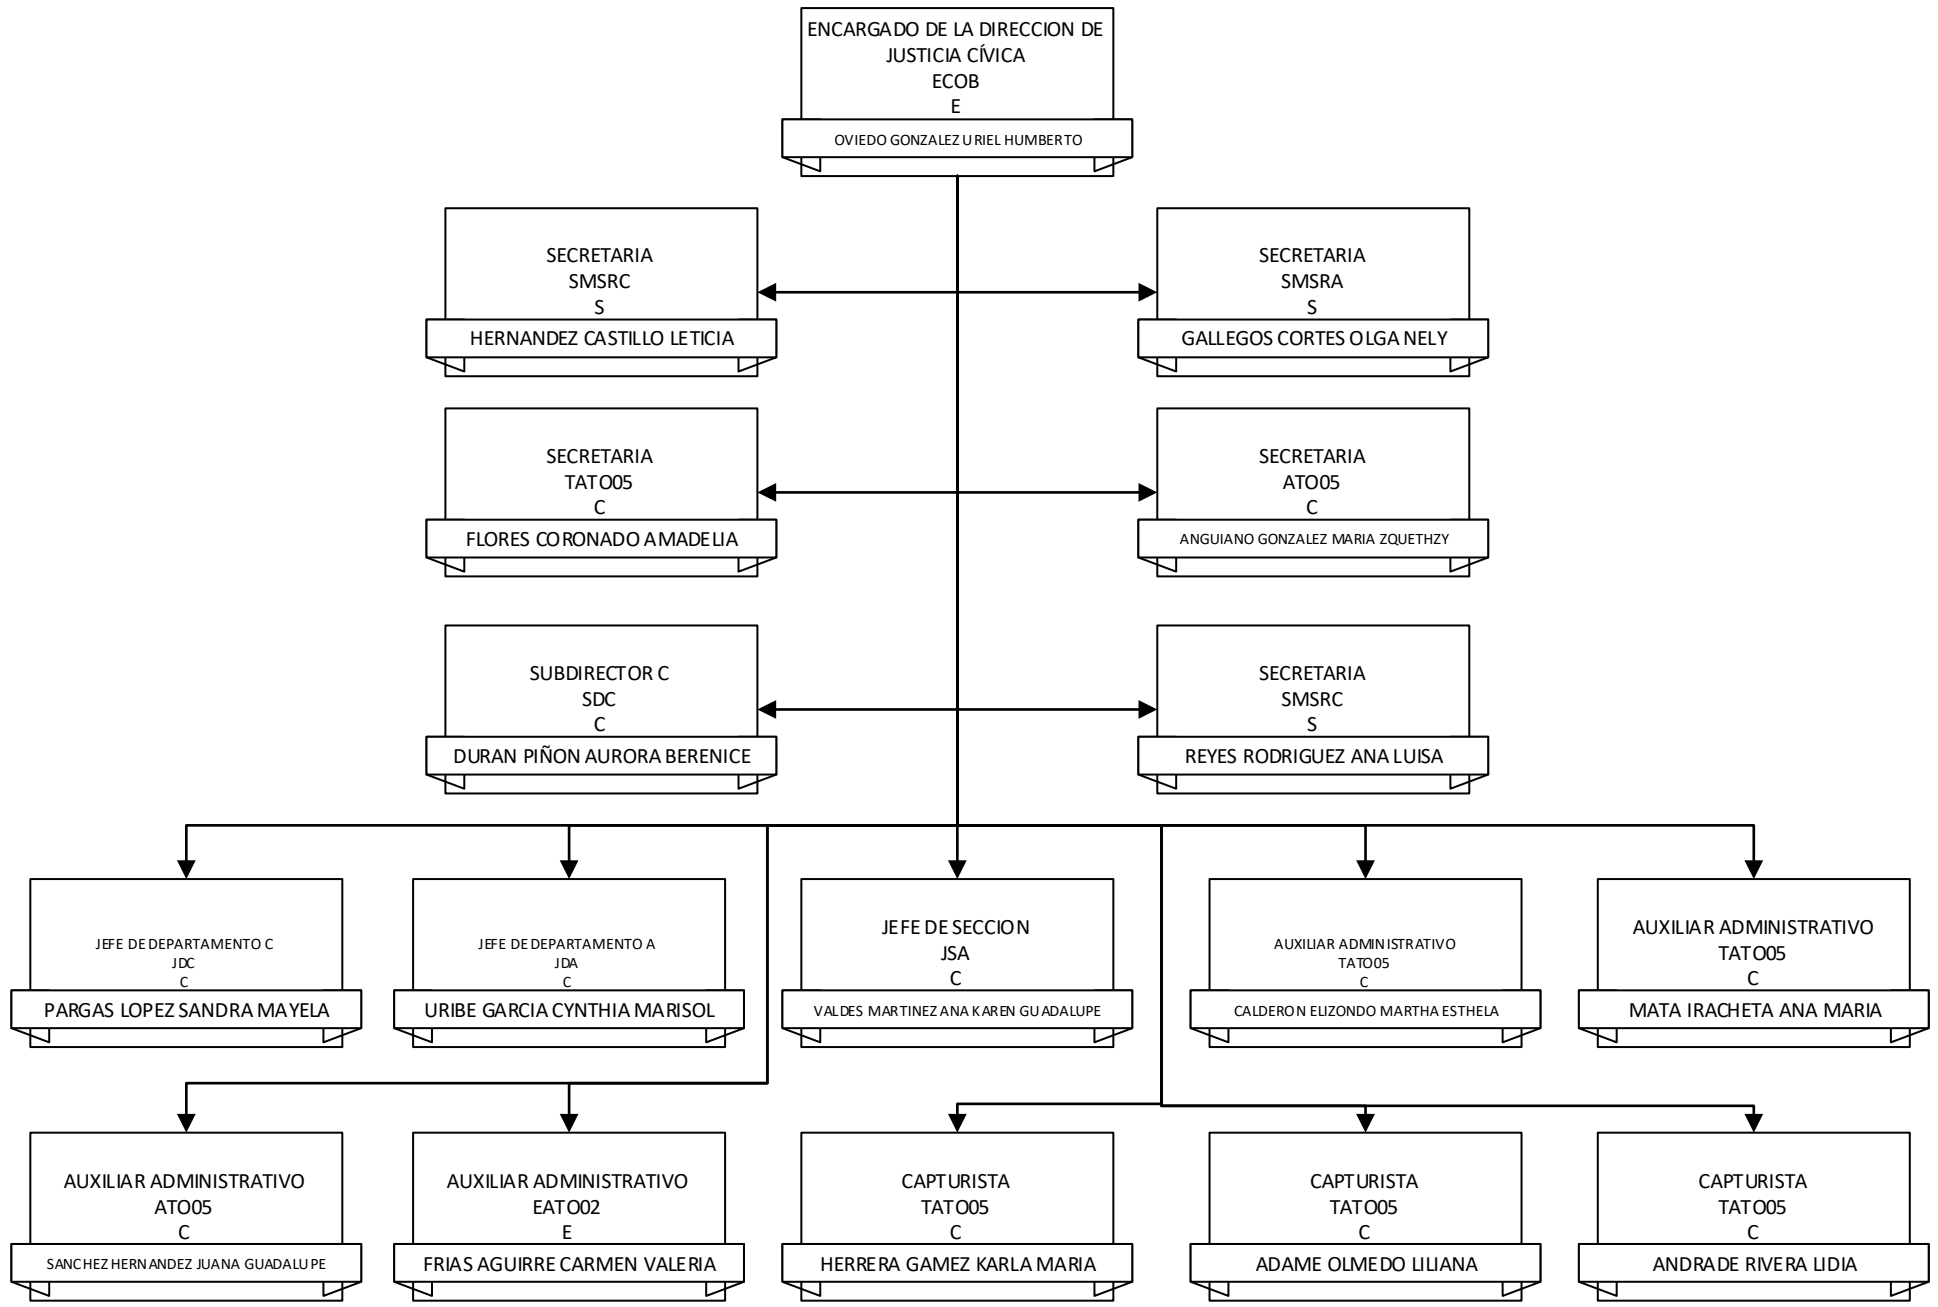 ENCARGADO DE LA DIRECCION DE
JUSTICIA CÍVICA
ECOB
E
OVIEDO GONZALEZ URIEL HUMBERTO
SECRETARIA
SMSRC
S
HERNANDEZ CASTILLO LETICIA
SECRETARIA
SMSRA
S
GALLEGOS CORTES OLGA NELY
SECRETARIA
TATO05
C
FLORES CORONADO AMADELIA
SECRETARIA
ATO05
C
ANGUIANO GONZALEZ MARIA ZQUETHZY
SUBDIRECTOR C
SDC
C
DURAN PIÑON AURORA BERENICE
SECRETARIA
SMSRC
S
REYES RODRIGUEZ ANA LUISA
JEFE DE DEPARTAMENTO C
JDC
C
PARGAS LOPEZ SANDRA MAYELA
JEFE DE DEPARTAMENTO A
JDA
C
URIBE GARCIA CYNTHIA MARISOL
JEFE DE SECCION
JSA
C
VALDES MARTINEZ ANA KAREN GUADALUPE
AUXILIAR ADMINISTRATIVO
TATO05
C
CALDERON ELIZONDO MARTHA ESTHELA
AUXILIAR ADMINISTRATIVO
TATO05
C
MATA IRACHETA ANA MARIA
AUXILIAR ADMINISTRATIVO
ATO05
C
SANCHEZ HERNANDEZ JUANA GUADALUPE
AUXILIAR ADMINISTRATIVO
EATO02
E
FRIAS AGUIRRE CARMEN VALERIA
CAPTURISTA
TATO05
C
HERRERA GAMEZ KARLA MARIA
CAPTURISTA
TATO05
C
ADAME OLMEDO LILIANA
CAPTURISTA
TATO05
C
ANDRADE RIVERA LIDIA